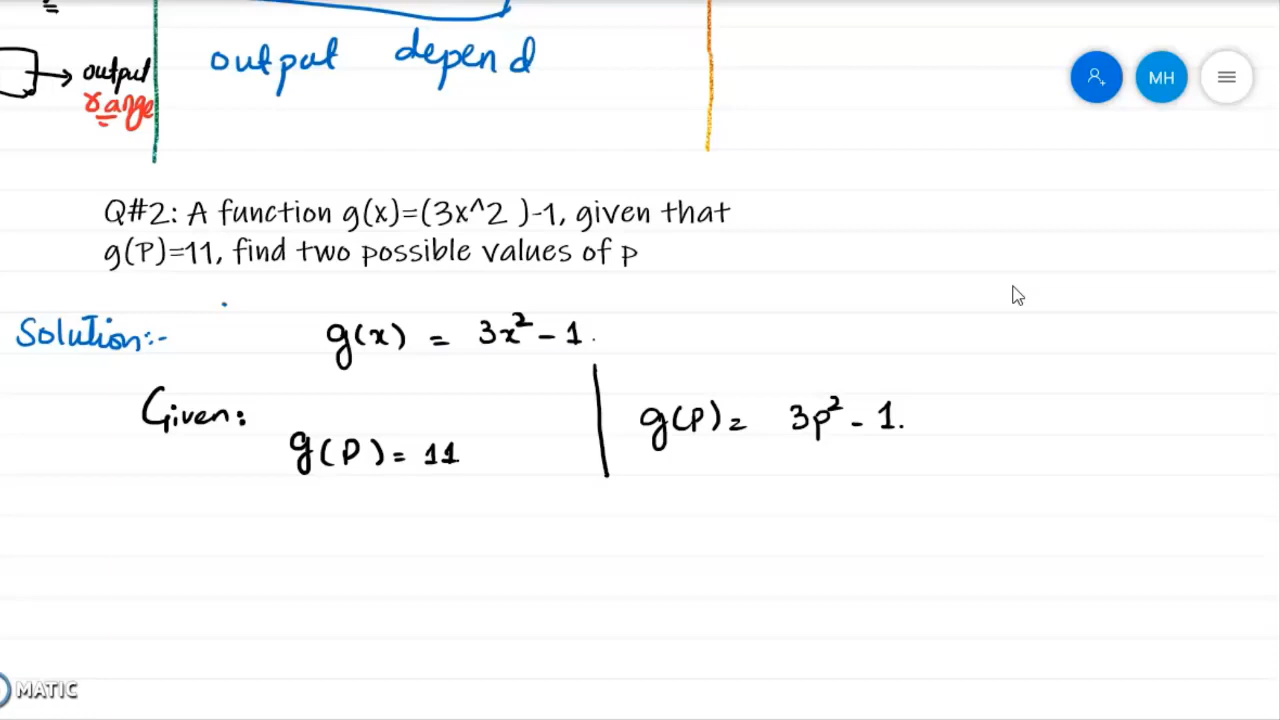 output
range
output depend
MH
Q#2: A function g(x)=(3x^2 )-1, given that
g(P)=11, find two possible values of p
Solution:-
g(x) = 3x² - 1.
Given:
g(P) = 11
g(P) = 3p² - 1.
MATIC